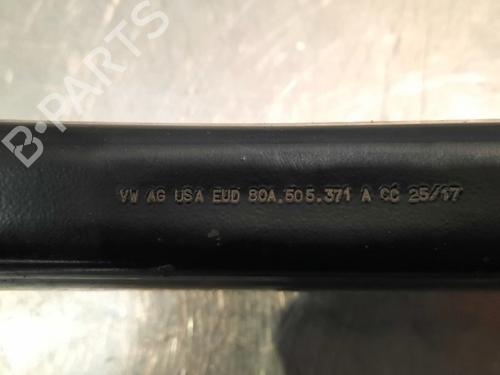 B-PARTS
VW AG USA EUD 80A.505.371 A CC 25/17